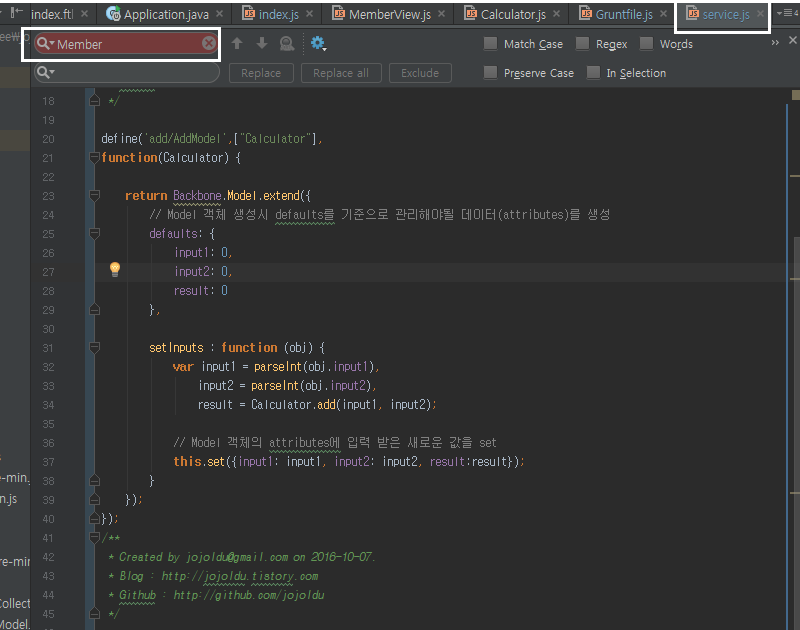 index.ftl Application.java index.js MemberView.js Calculator.js Gruntfile.js service.js
Member
Match Case Regex Words
Replace Replace all Exclude Preserve Case In Selection
18 */
19
20 define('add/AddModel',["Calculator"],
21 function(Calculator) {
22
23 return Backbone.Model.extend({
24 // Model 객체 생성시 defaults를 기준으로 관리해야될 데이터(attributes)를 생성
25 defaults: {
26 input1: 0,
27 input2: 0,
28 result: 0
29 },
30
31 setInputs : function (obj) {
32 var input1 = parseInt(obj.input1),
33 input2 = parseInt(obj.input2),
34 result = Calculator.add(input1, input2);
35
36 // Model 객체의 attributes에 입력 받은 새로운 값을 set
37 this.set({input1: input1, input2: input2, result:result});
38 }
39 });
40 });
41 /**
42 * Created by jojoldu@gmail.com on 2016-10-07.
43 * Blog : http://jojoldu.tistory.com
44 * Github : http://github.com/jojoldu
45 */
e-min.
n.js
re-min
Collect
Model.